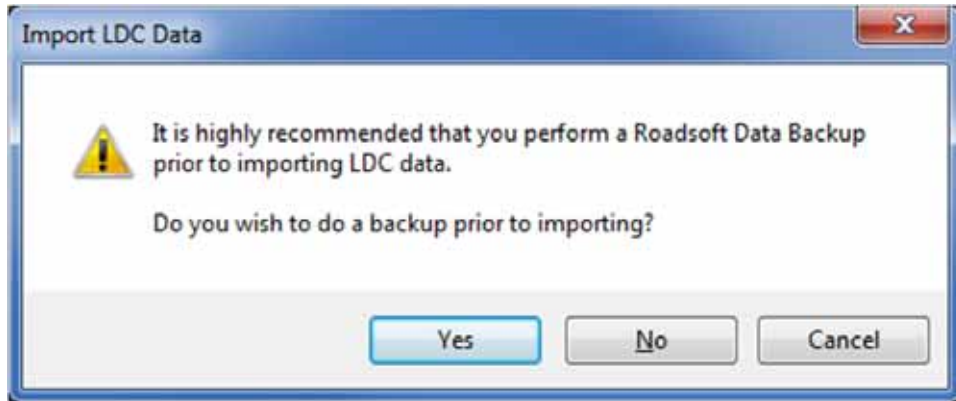 Import LDC Data
It is highly recommended that you perform a Roadsoft Data Backup
prior to importing LDC data.
Do you wish to do a backup prior to importing?
Yes
No
Cancel